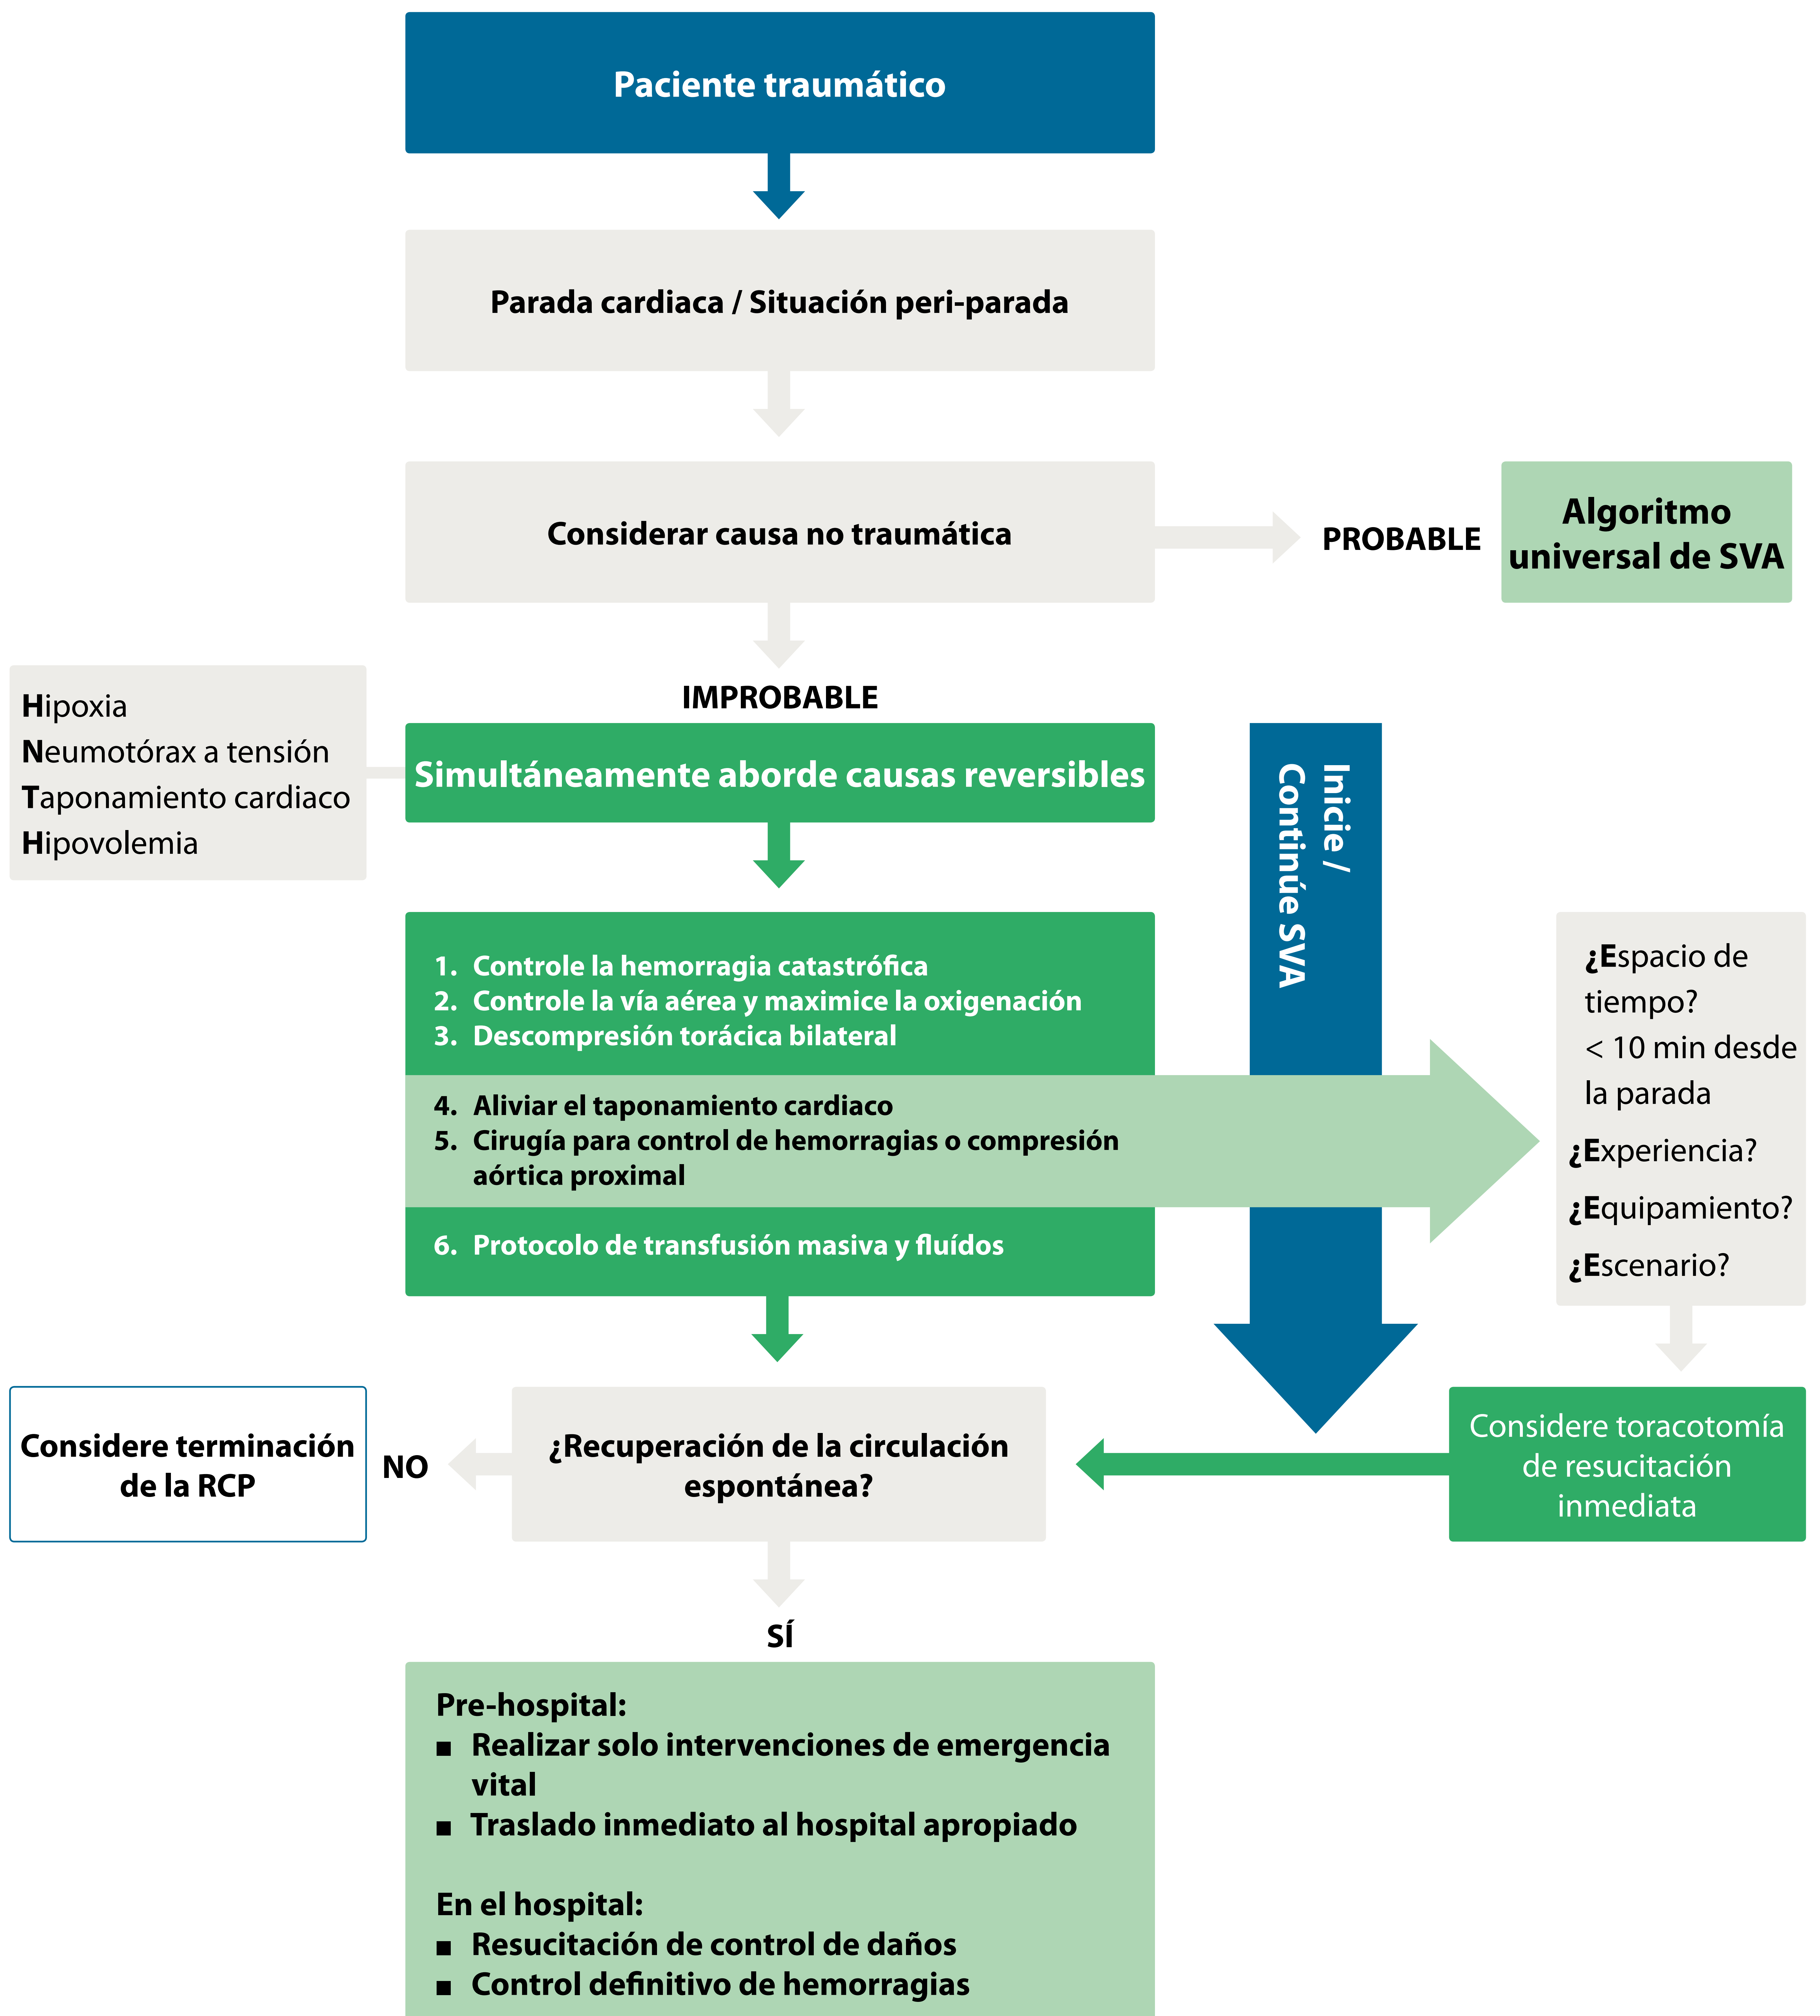 Paciente traumático
Parada cardiaca / Situación peri-parada
Considerar causa no traumática
PROBABLE
Algoritmo
universal de SVA
IMPROBABLE
Hipoxia
Neumotórax a tensión
Taponamiento cardiaco
Hipovolemia
Simultáneamente aborde causas reversibles
Inicie /
Continúe SVA
1. Controle la hemorragia catastrófica
2. Controle la vía aérea y maximice la oxigenación
3. Descompresión torácica bilateral
4. Aliviar el taponamiento cardiaco
5. Cirugía para control de hemorragias o compresión
aórtica proximal
6. Protocolo de transfusión masiva y fluídos
¿Espacio de
tiempo?
< 10 min desde
la parada
¿Experiencia?
¿Equipamiento?
¿Escenario?
Considere terminación
de la RCP
NO
¿Recuperación de la circulación
espontánea?
Considere toracotomía
de resucitación
inmediata
SÍ
Pre-hospital:
■ Realizar solo intervenciones de emergencia
vital
■ Traslado inmediato al hospital apropiado
En el hospital:
■ Resucitación de control de daños
■ Control definitivo de hemorragias